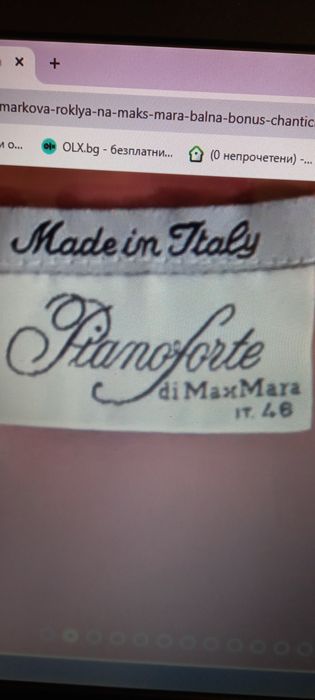 × +
markova-roklya-na-maks-mara-balna-bonus-chantic
OLX.bg - безплатни...
(0 непрочетени) -...
Made in Italy
Pianoforte
di MaxMara
IT. 46